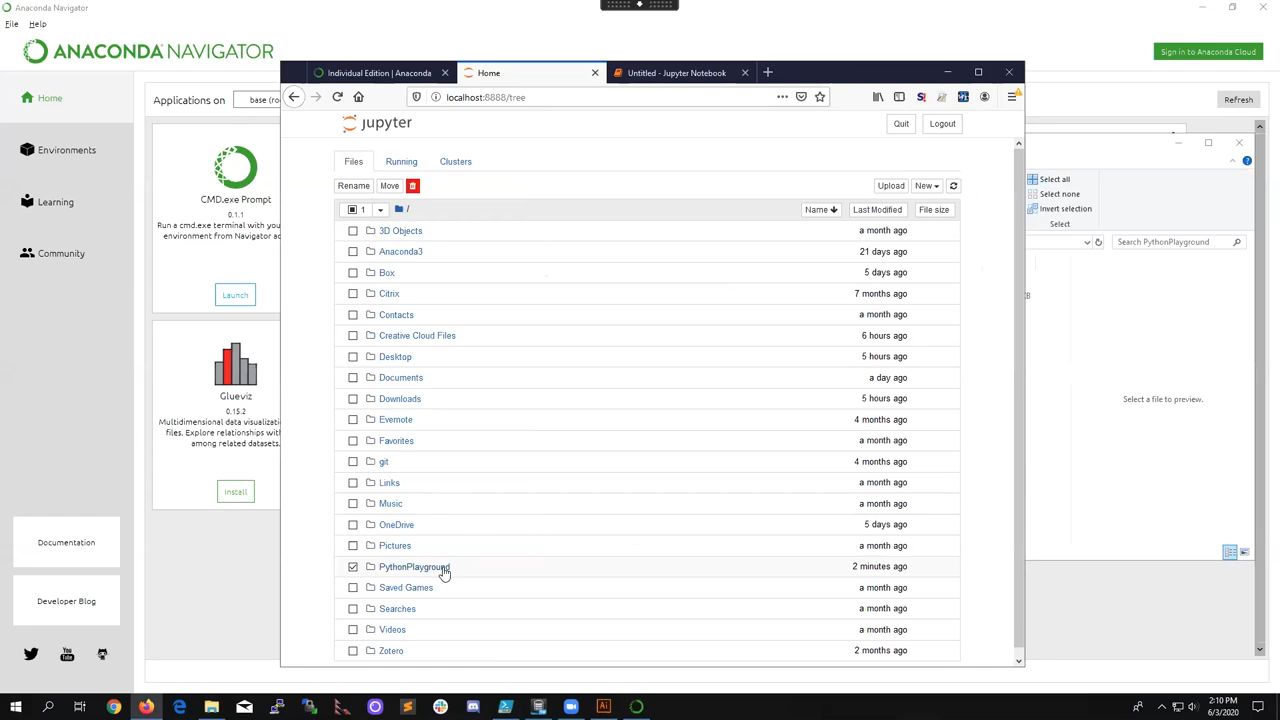 Anaconda Navigator
File Help
ANACONDA NAVIGATOR
Sign in to Anaconda Cloud
Home
Environments
Learning
Community
Documentation
Developer Blog
Applications on
base (ro
Refresh
CMD.exe Prompt
0.1.1
Run a cmd.exe terminal with you
environment from Navigator a
Launch
Glueviz
0.15.2
Multidimensional data visualiza
files. Explore relationships wit
among related datasets.
Install
Individual Edition | Anaconda
Home
Untitled - Jupyter Notebook
localhost:8888/tree
jupyter
Quit
Logout
Files
Running
Clusters
Rename
Move
Upload
New
1
/
Name
Last Modified
File size
3D Objects a month ago
Anaconda3 21 days ago
Box 5 days ago
Citrix 7 months ago
Contacts a month ago
Creative Cloud Files 6 hours ago
Desktop 5 hours ago
Documents a day ago
Downloads 5 hours ago
Evernote 4 months ago
Favorites a month ago
git 4 months ago
Links a month ago
Music a month ago
OneDrive 5 days ago
Pictures a month ago
PythonPlayground 2 minutes ago
Saved Games a month ago
Searches a month ago
Videos a month ago
Zotero 2 months ago
Select all
Select none
Invert selection
Select
Search PythonPlayground
Select a file to preview.
2:10 PM
6/3/2020